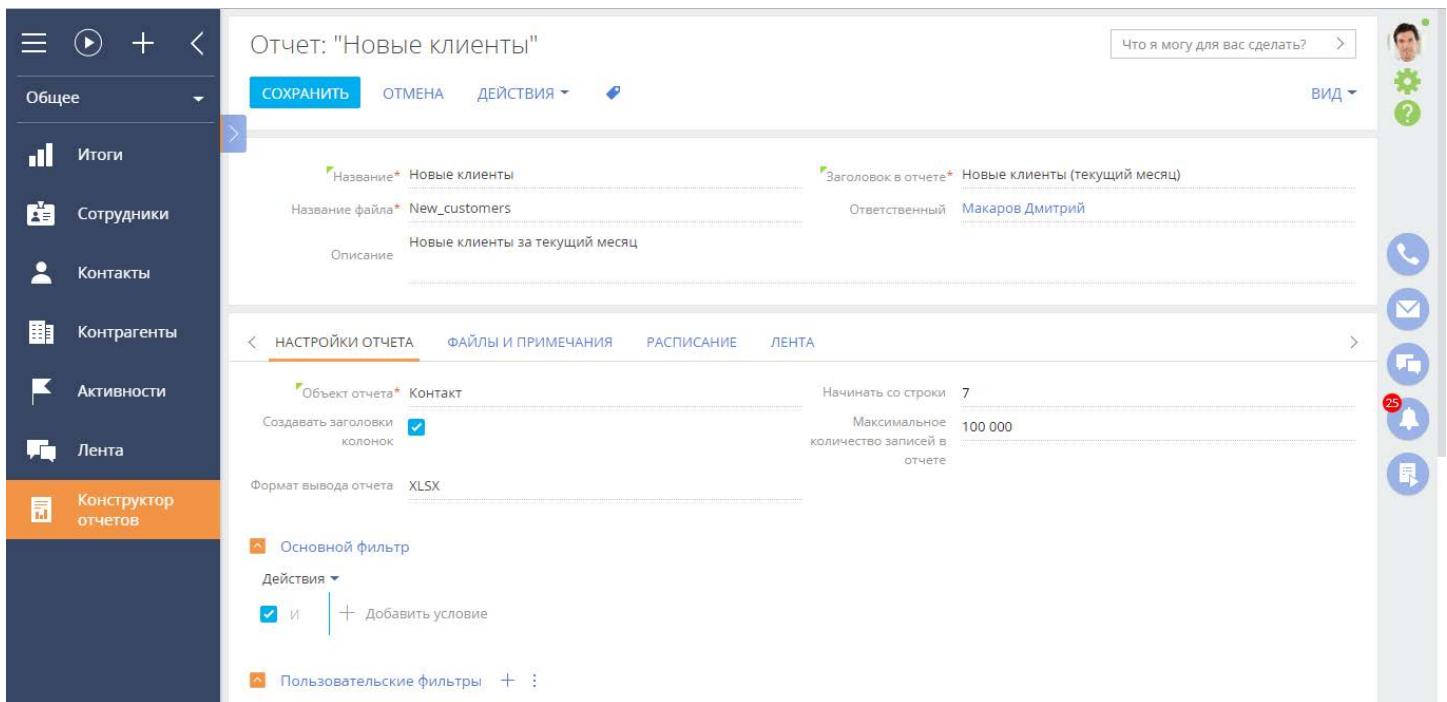 Отчет: "Новые клиенты"
Что я могу для вас сделать?
СОХРАНИТЬ ОТМЕНА ДЕЙСТВИЯ ВИД
Общее
Итоги
Сотрудники
Контакты
Контрагенты
Активности
Лента
Конструктор
отчетов
Название* Новые клиенты
Заголовок в отчете* Новые клиенты (текущий месяц)
Название файла* New_customers
Ответственный Макаров Дмитрий
Описание Новые клиенты за текущий месяц
НАСТРОЙКИ ОТЧЕТА ФАЙЛЫ И ПРИМЕЧАНИЯ РАСПИСАНИЕ ЛЕНТА
Объект отчета* Контакт
Начинать со строки 7
Создавать заголовки
колонок
Максимальное
количество записей в
отчете
100 000
Формат вывода отчета XLSX
Основной фильтр
Действия
И
Добавить условие
Пользовательские фильтры
25